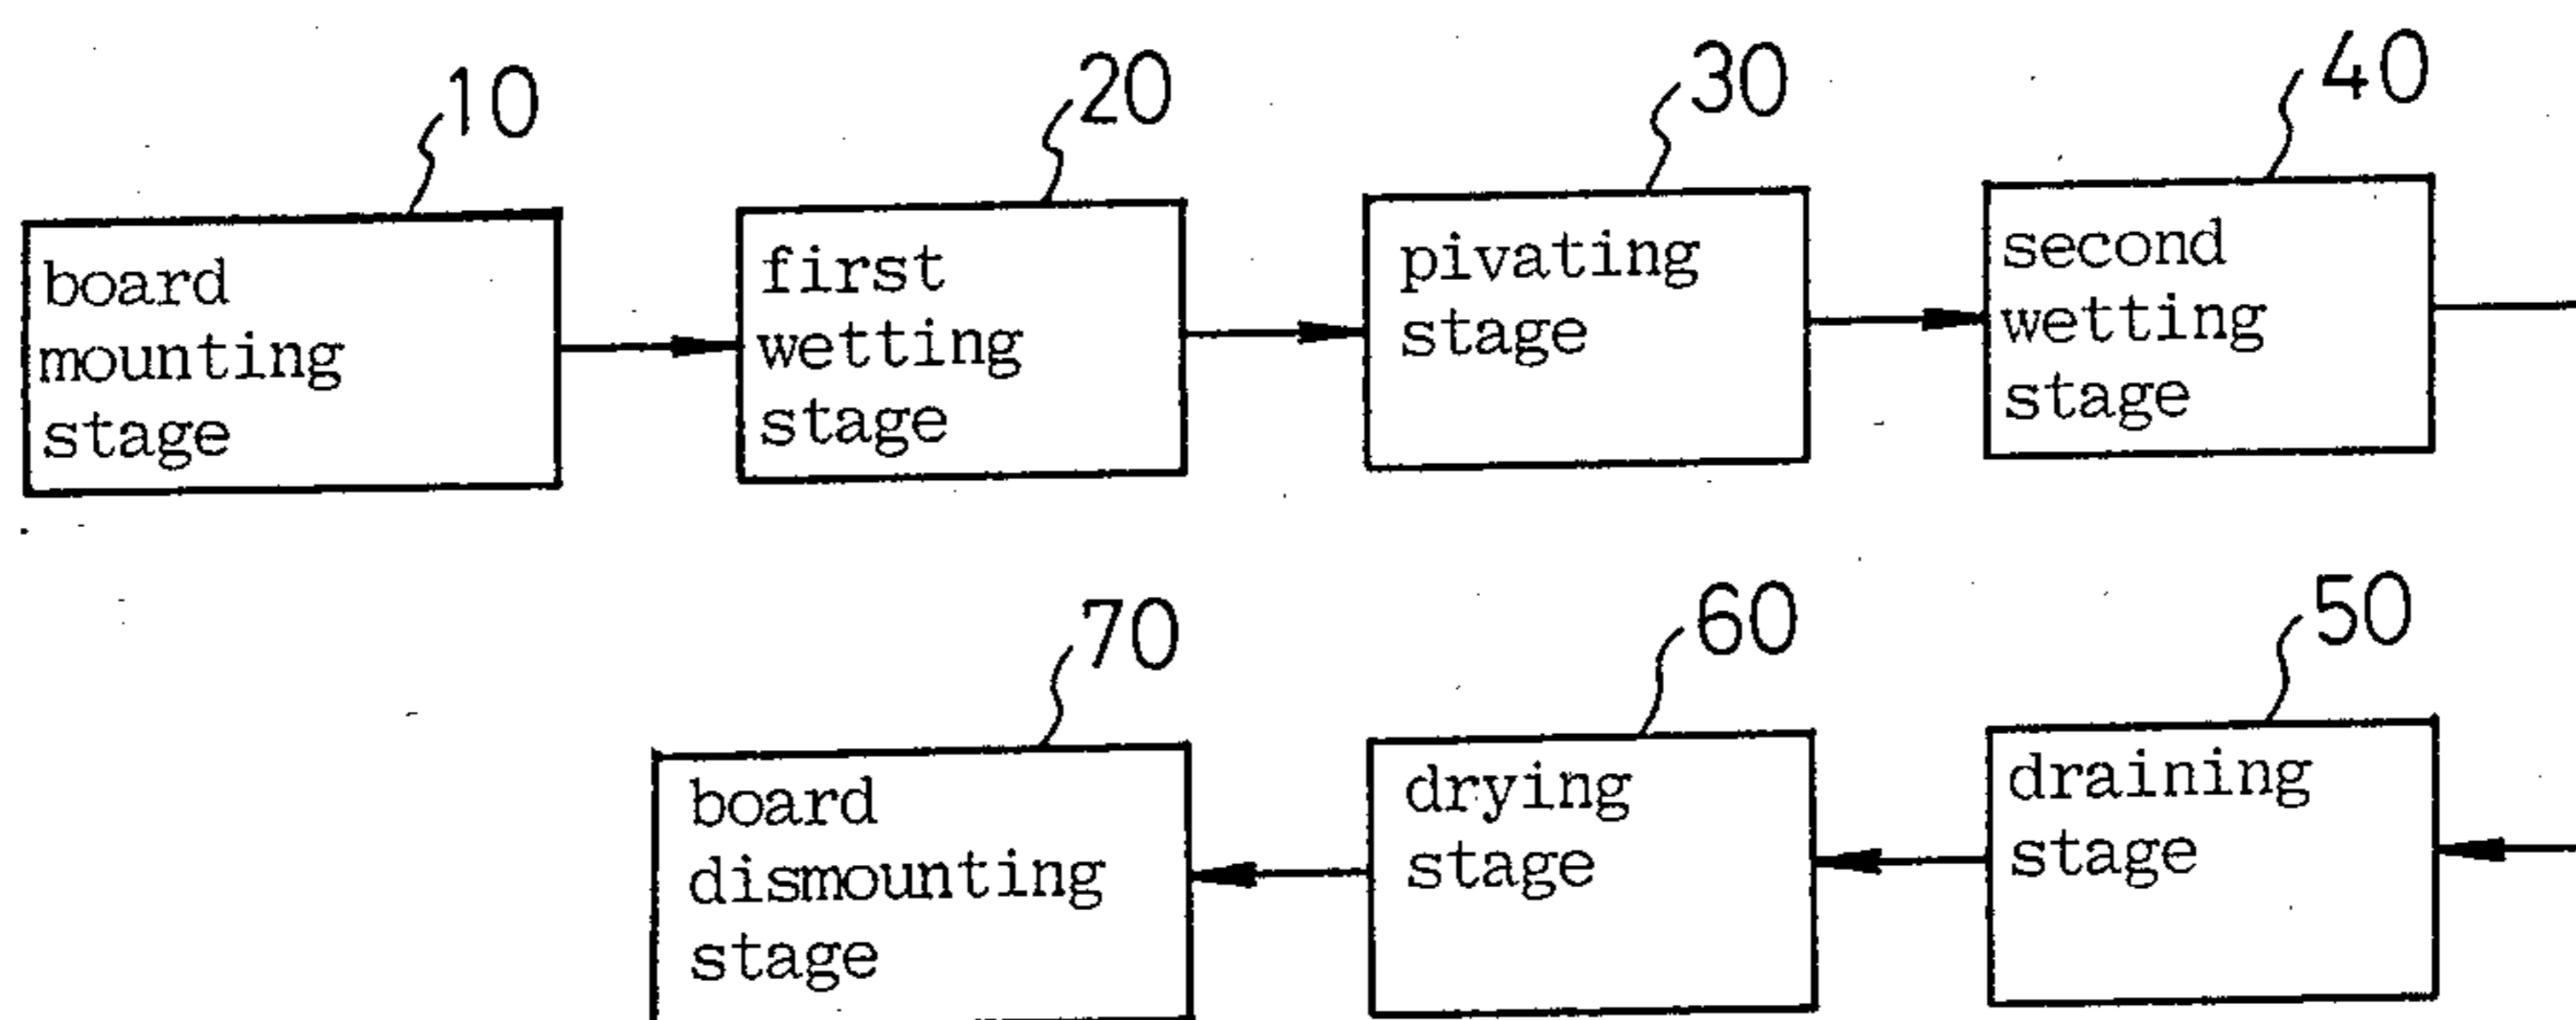 10
board
mounting
stage
20
first
wetting
stage
30
pivating
stage
40
second
wetting
stage
50
draining
stage
60
drying
stage
70
board
dismounting
stage